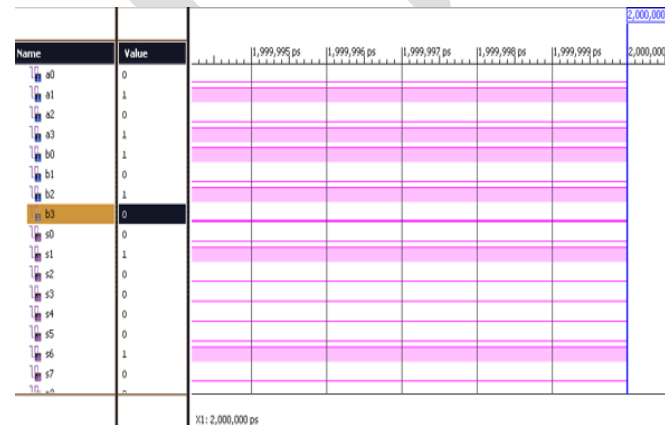 2,000,000
Name Value 1,999,995 ps 1,999,996 ps 1,999,997 ps 1,999,998 ps 1,999,999 ps 2,000,000
a0 0
a1 1
a2 0
a3 1
b0 1
b1 0
b2 1
b3 0
s0 0
s1 1
s2 0
s3 0
s4 0
s5 0
s6 1
s7 0
X1: 2,000,000 ps